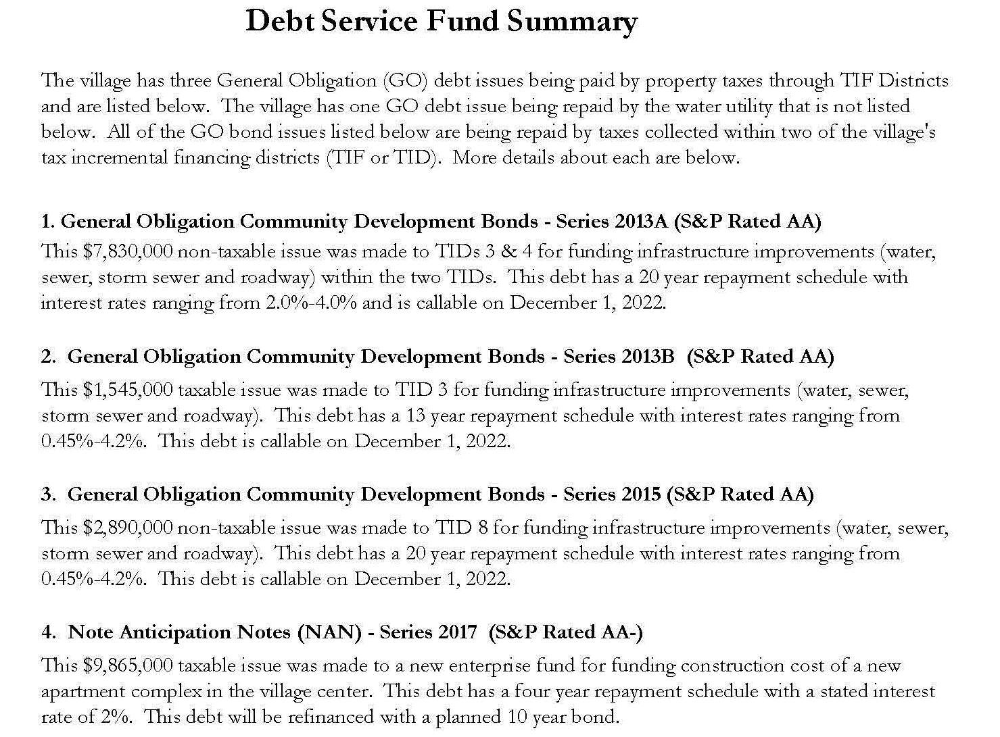 Debt Service Fund Summary
The village has three General Obligation (GO) debt issues being paid by property taxes through TIF Districts
and are listed below.  The village has one GO debt issue being repaid by the water utility that is not listed
below.  All of the GO bond issues listed below are being repaid by taxes collected within two of the village's
tax incremental financing districts (TIF or TID).  More details about each are below.
1. General Obligation Community Development Bonds - Series 2013A (S&P Rated AA)
This $7,830,000 non-taxable issue was made to TIDs 3 & 4 for funding infrastructure improvements (water,
sewer, storm sewer and roadway) within the two TIDs.  This debt has a 20 year repayment schedule with
interest rates ranging from 2.0%-4.0% and is callable on December 1, 2022.
2.  General Obligation Community Development Bonds - Series 2013B  (S&P Rated AA)
This $1,545,000 taxable issue was made to TID 3 for funding infrastructure improvements (water, sewer,
storm sewer and roadway).  This debt has a 13 year repayment schedule with interest rates ranging from
0.45%-4.2%.  This debt is callable on December 1, 2022.
3.  General Obligation Community Development Bonds - Series 2015 (S&P Rated AA)
This $2,890,000 non-taxable issue was made to TID 8 for funding infrastructure improvements (water, sewer,
storm sewer and roadway).  This debt has a 20 year repayment schedule with interest rates ranging from
0.45%-4.2%.  This debt is callable on December 1, 2022.
4.  Note Anticipation Notes (NAN) - Series 2017  (S&P Rated AA-)
This $9,865,000 taxable issue was made to a new enterprise fund for funding construction cost of a new
apartment complex in the village center.  This debt has a four year repayment schedule with a stated interest
rate of 2%.  This debt will be refinanced with a planned 10 year bond.